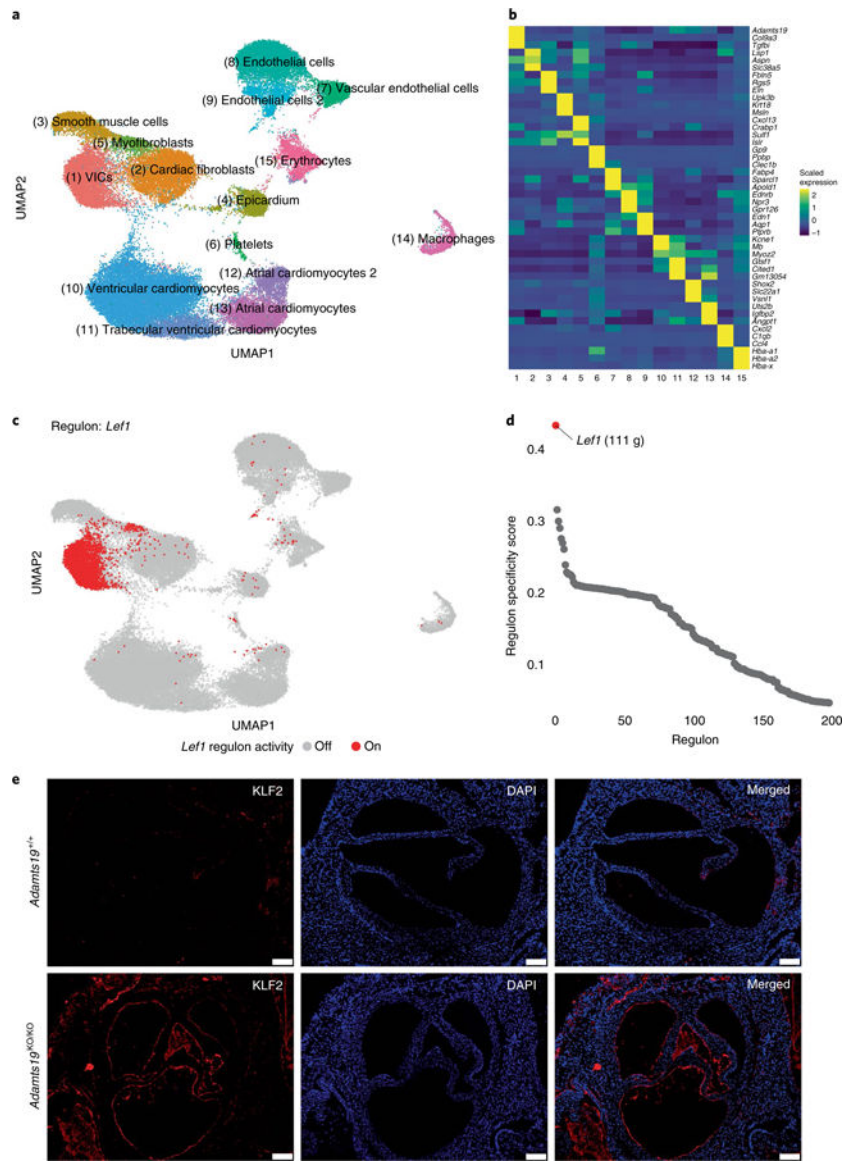 a
(8) Endothelial cells
(7) Vascular endothelial cells
(9) Endothelial cells 2
(3) Smooth muscle cells
(5) Myofibroblasts
(15) Erythrocytes
(2) Cardiac fibroblasts
(1) VICs
(4) Epicardium
(6) Platelets
(14) Macrophages
(12) Atrial cardiomyocytes 2
(10) Ventricular cardiomyocytes
(13) Atrial cardiomyocytes
(11) Trabecular ventricular cardiomyocytes
UMAP2
UMAP1
b
Adamts19
Col9a3
Tgfbi
Lsp1
Aspn
Slc38a5
Fbln5
Rgs5
Eln
Upk3b
Krt18
Msln
Cxcl13
Crabp1
Sult1
Islr
Gp9
Ppbp
Clec1b
Fabp4
Sparcl1
Apold1
Ednrb
Npr3
Gpr126
Edn1
Aqp1
Ptprb
Kcne1
Mb
Myoz2
Gtsf1
Cited1
Gm13054
Shox2
Slc22a1
Vsnl1
Uts2b
Igfbp2
Angpt1
Cxcl2
C1qb
Ccl4
Hba-a1
Hba-a2
Hba-x
1 2 3 4 5 6 7 8 9 10 11 12 13 14 15
Scaled
expression
2
1
0
−1
c
Regulon: Lef1
UMAP2
UMAP1
Lef1 regulon activity Off On
d
Lef1 (111 g)
0.4
0.3
0.2
0.1
Regulon specificity score
0 50 100 150 200
Regulon
e
KLF2 DAPI Merged
Adamts19+/+
KLF2 DAPI Merged
Adamts19KO/KO